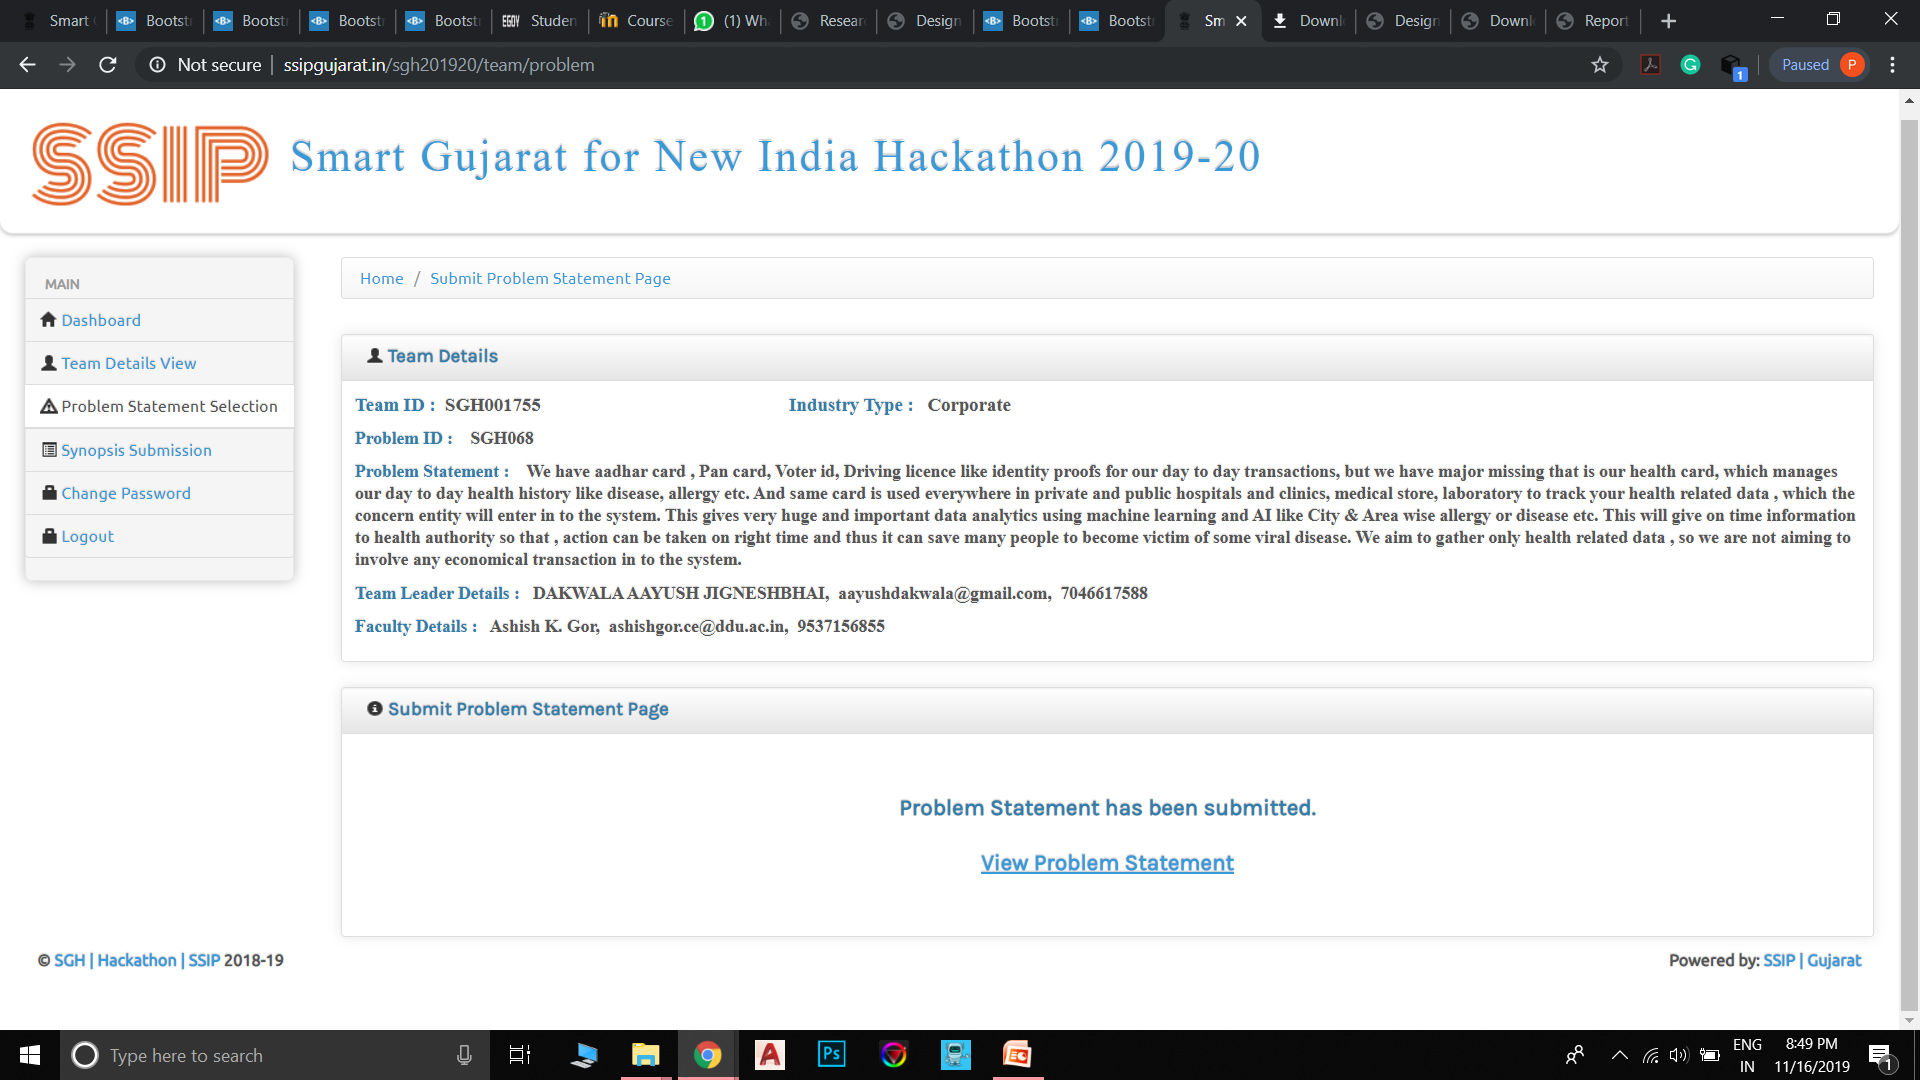 Smart
Bootst
Bootst
Bootst
Bootst
EGOV Studen
Course
(1) Wh
Resear
Design
Bootst
Bootst
Sm
Downl
Design
Downl
Report
Not secure | ssipgujarat.in/sgh201920/team/problem
Paused P
1
SSIP Smart Gujarat for New India Hackathon 2019-20
MAIN
Dashboard
Team Details View
Problem Statement Selection
Synopsis Submission
Change Password
Logout
Home / Submit Problem Statement Page
Team Details
Team ID : SGH001755 Industry Type : Corporate
Problem ID : SGH068
Problem Statement : We have aadhar card , Pan card, Voter id, Driving licence like identity proofs for our day to day transactions, but we have major missing that is our health card, which manages
our day to day health history like disease, allergy etc. And same card is used everywhere in private and public hospitals and clinics, medical store, laboratory to track your health related data , which the
concern entity will enter in to the system. This gives very huge and important data analytics using machine learning and AI like City & Area wise allergy or disease etc. This will give on time information
to health authority so that , action can be taken on right time and thus it can save many people to become victim of some viral disease. We aim to gather only health related data , so we are not aiming to
involve any economical transaction in to the system.
Team Leader Details : DAKWALA AAYUSH JIGNESHBHAI, aayushdakwala@gmail.com, 7046617588
Faculty Details : Ashish K. Gor, ashishgor.ce@ddu.ac.in, 9537156855
Submit Problem Statement Page
Problem Statement has been submitted.
View Problem Statement
© SGH | Hackathon | SSIP 2018-19
Powered by: SSIP | Gujarat
Type here to search
Ps
ENG
IN
8:49 PM
11/16/2019
1